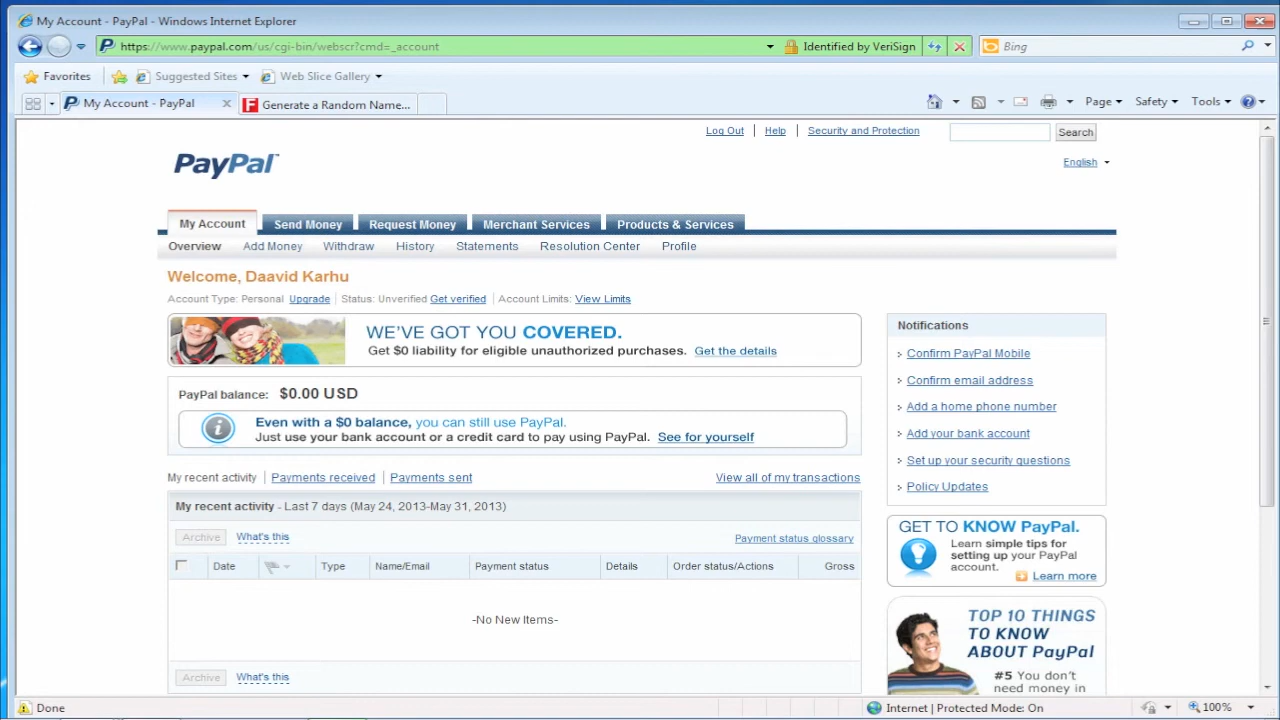 My Account - PayPal - Windows Internet Explorer
https://www.paypal.com/us/cgi-bin/webscr?cmd=_account
Identified by VeriSign
Bing
Favorites
Suggested Sites
Web Slice Gallery
My Account - PayPal
Generate a Random Name...
Page
Safety
Tools
Log Out
Help
Security and Protection
Search
PayPal™
English
My Account
Send Money
Request Money
Merchant Services
Products & Services
Overview
Add Money
Withdraw
History
Statements
Resolution Center
Profile
Welcome, Daavid Karhu
Account Type: Personal Upgrade
Status: Unverified Get verified
Account Limits: View Limits
WE'VE GOT YOU COVERED.
Get $0 liability for eligible unauthorized purchases. Get the details
PayPal balance: $0.00 USD
Even with a $0 balance, you can still use PayPal.
Just use your bank account or a credit card to pay using PayPal. See for yourself
My recent activity
Payments received
Payments sent
View all of my transactions
My recent activity - Last 7 days (May 24, 2013-May 31, 2013)
Archive
What's this
Payment status glossary
Date
Type
Name/Email
Payment status
Details
Order status/Actions
Gross
-No New Items-
Archive
What's this
Notifications
Confirm PayPal Mobile
Confirm email address
Add a home phone number
Add your bank account
Set up your security questions
Policy Updates
GET TO KNOW PayPal.
Learn simple tips for
setting up your PayPal
account.
Learn more
TOP 10 THINGS
TO KNOW
ABOUT PayPal
#5 You don't
need money in
Done
Internet | Protected Mode: On
100%